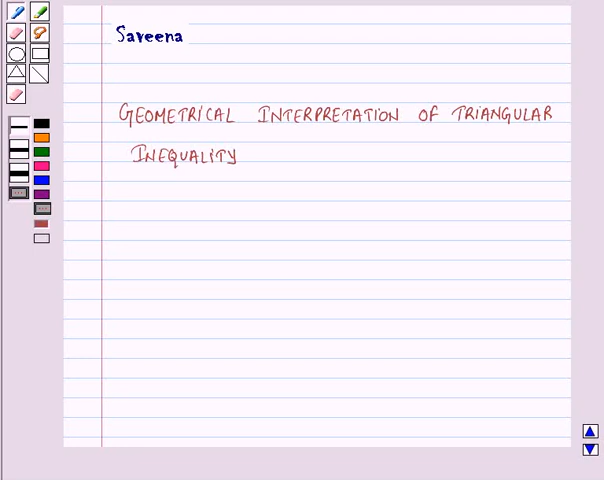 Saveena
GEOMETRICAL INTERPRETATION OF TRIANGULAR
INEQUALITY